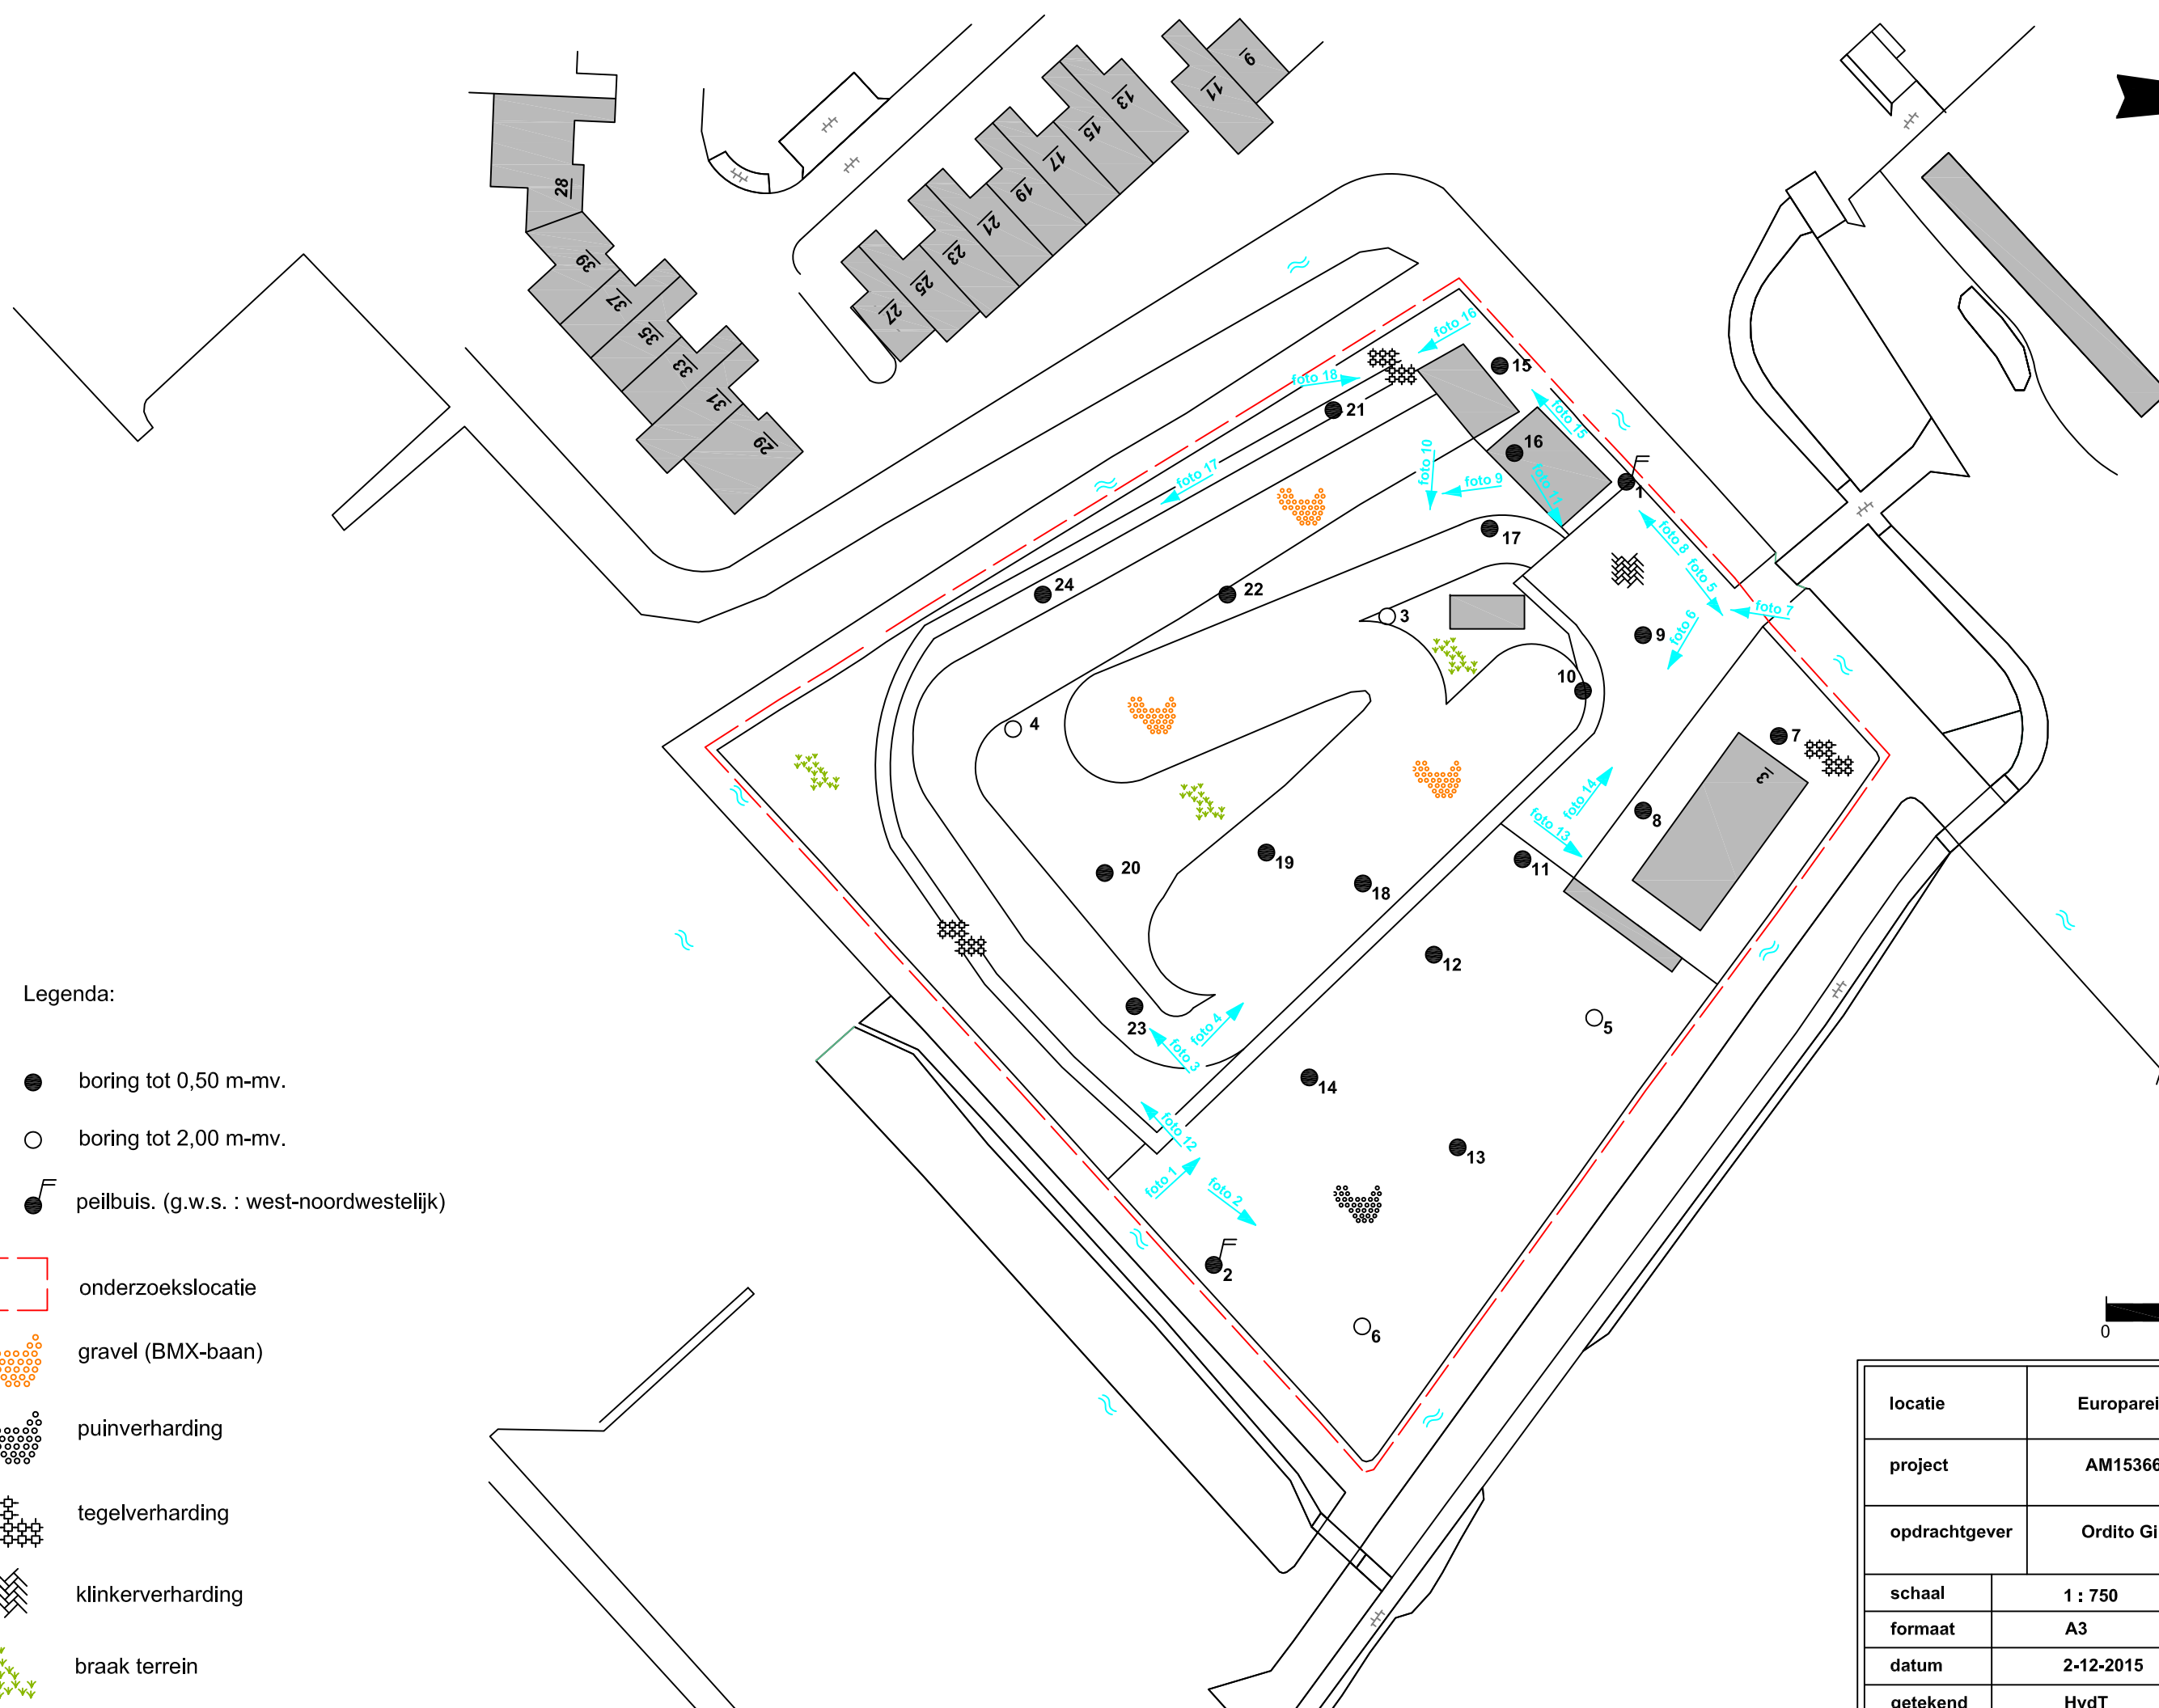 9
11
13
15
17
19
21
23
25
27
28
39
37
35
33
31
29
foto 16
foto 18
15
21
foto 15
16
foto 10
foto 17
foto 9
foto 11
1
17
foto 8
foto 5
24
22
3
foto 7
foto 6
9
10
4
7
3
foto 14
foto 13
8
11
19
20
18
12
5
23
foto 4
foto 3
14
foto 12
13
foto 1
foto 2
2
6
Legenda:
boring tot 0,50 m-mv.
boring tot 2,00 m-mv.
peilbuis. (g.w.s. : west-noordwestelijk)
onderzoekslocatie
gravel (BMX-baan)
puinverharding
tegelverharding
klinkerverharding
braak terrein
0
locatie Europarei
project AM15366
opdrachtgever Ordito Gi
schaal 1 : 750
formaat A3
datum 2-12-2015
getekend HvdT